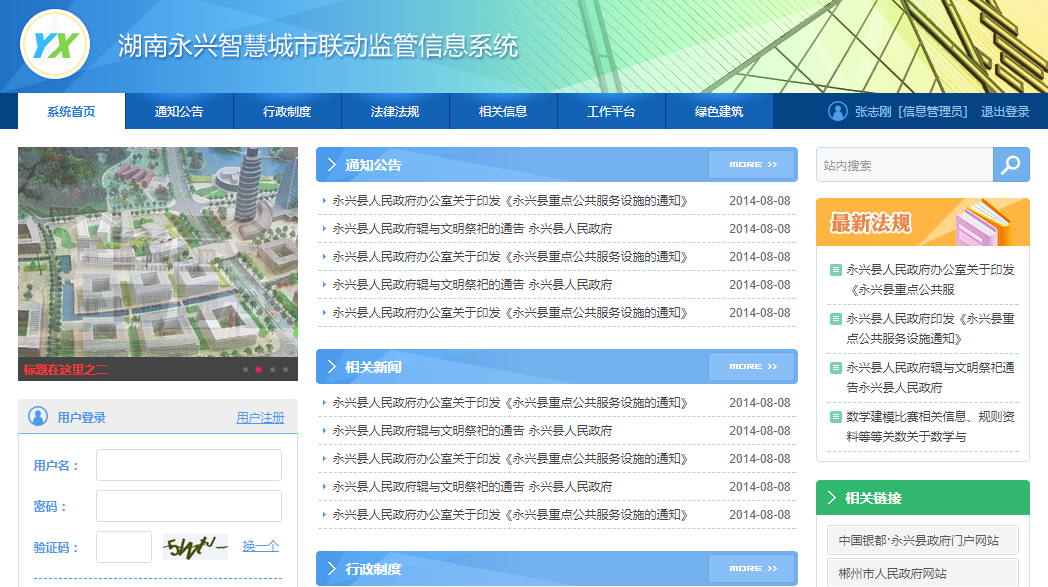 YX 湖南永兴智慧城市联动监管信息系统
系统首页 通知公告 行政制度 法律法规 相关信息 工作平台 绿色建筑 张志刚 [信息管理员] 退出登录
标题在这里之二
用户登录 用户注册
用户名：
密码：
验证码： 换一个
通知公告 MORE >>
永兴县人民政府办公室关于印发《永兴县重点公共服务设施的通知》 2014-08-08
永兴县人民政府辊与文明祭祀的通告 永兴县人民政府 2014-08-08
永兴县人民政府办公室关于印发《永兴县重点公共服务设施的通知》 2014-08-08
永兴县人民政府辊与文明祭祀的通告 永兴县人民政府 2014-08-08
永兴县人民政府办公室关于印发《永兴县重点公共服务设施的通知》 2014-08-08
相关新闻 MORE >>
永兴县人民政府办公室关于印发《永兴县重点公共服务设施的通知》 2014-08-08
永兴县人民政府辊与文明祭祀的通告 永兴县人民政府 2014-08-08
永兴县人民政府办公室关于印发《永兴县重点公共服务设施的通知》 2014-08-08
永兴县人民政府辊与文明祭祀的通告 永兴县人民政府 2014-08-08
永兴县人民政府办公室关于印发《永兴县重点公共服务设施的通知》 2014-08-08
行政制度 MORE >>
站内搜索
最新法规
永兴县人民政府办公室关于印发
《永兴县重点公共服
永兴县人民政府印发《永兴县重
点公共服务设施通知》
永兴县人民政府辊与文明祭祀通
告永兴县人民政府
数学建模比赛相关信息、规则资
料等等关数关于数学与
相关链接
中国银都·永兴县政府门户网站
郴州市人民政府网站